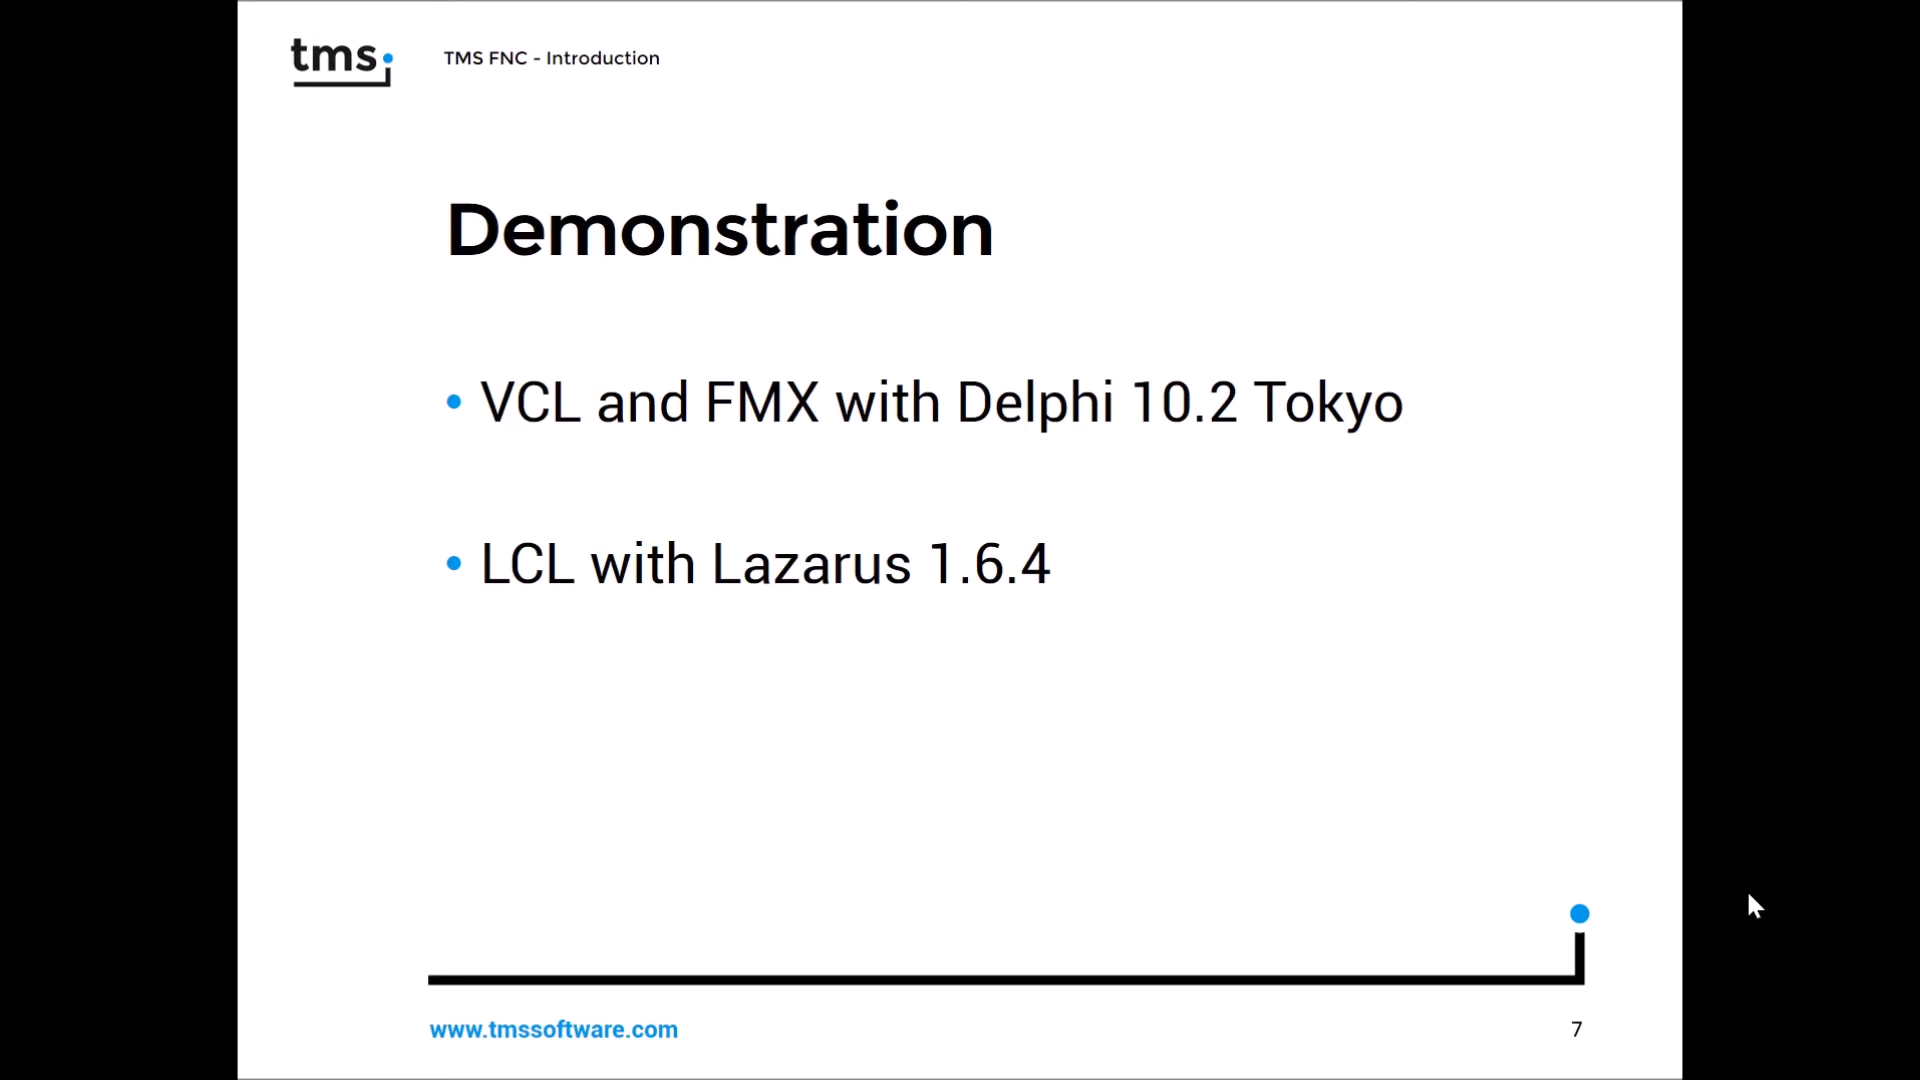 tms
TMS FNC - Introduction
Demonstration
• VCL and FMX with Delphi 10.2 Tokyo
• LCL with Lazarus 1.6.4
www.tmssoftware.com
7